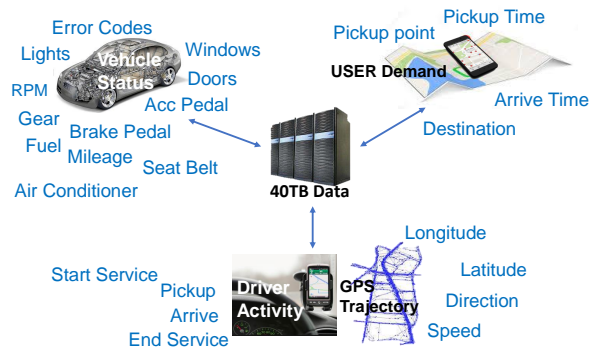 Error Codes
Lights
Vehicle
Status
Windows
Doors
RPM
Acc Pedal
Gear
Brake Pedal
Fuel
Mileage
Seat Belt
Air Conditioner
Pickup Time
Pickup point
USER Demand
Arrive Time
Destination
40TB Data
Start Service
Pickup
Arrive
End Service
Driver
Activity
GPS
Trajectory
Longitude
Latitude
Direction
Speed